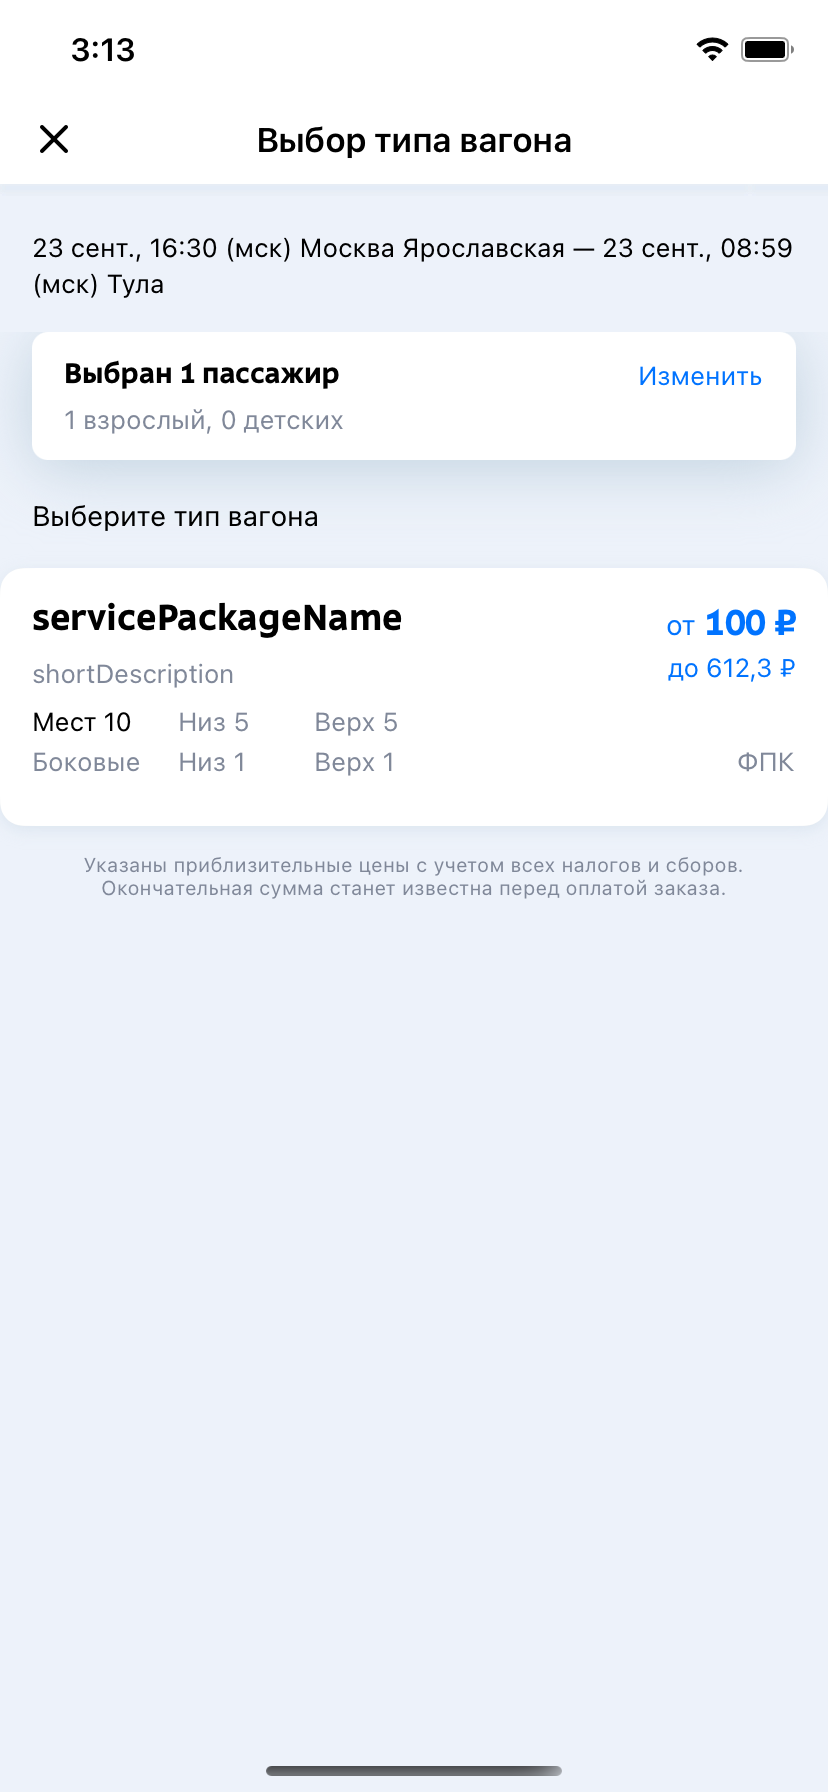 3:13
Выбор типа вагона
23 сент., 16:30 (мск) Москва Ярославская — 23 сент., 08:59
(мск) Тула
Выбран 1 пассажир
Изменить
1 взрослый, 0 детских
Выберите тип вагона
servicePackageName
от 100 ₽
shortDescription
до 612,3 ₽
Мест 10 Низ 5 Верх 5
Боковые Низ 1 Верх 1 ФПК
Указаны приблизительные цены с учетом всех налогов и сборов.
Окончательная сумма станет известна перед оплатой заказа.